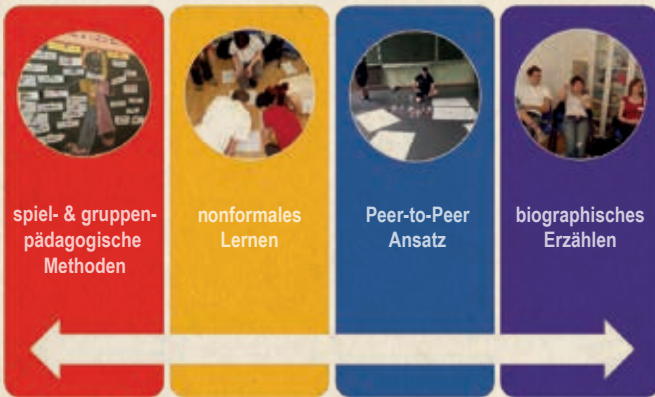 spiel- & gruppen-
pädagogische
Methoden
nonformales
Lernen
Peer-to-Peer
Ansatz
biographisches
Erzählen